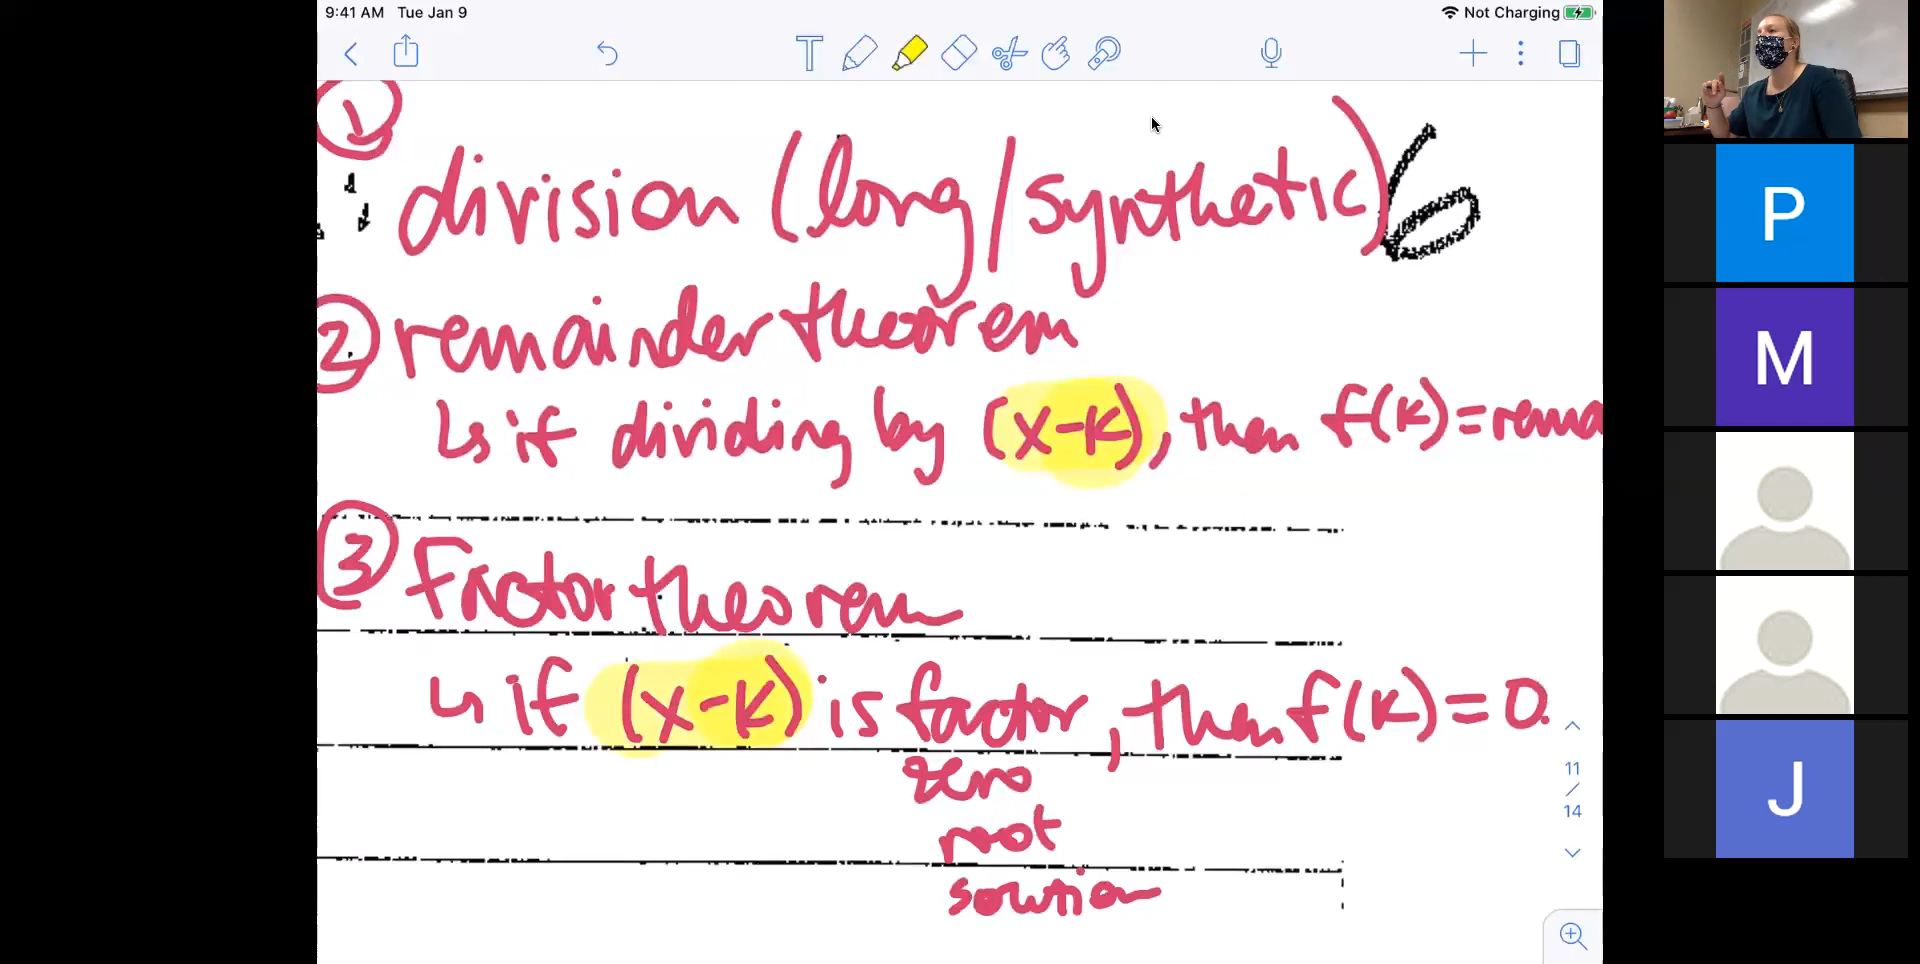 9:41 AM Tue Jan 9
Not Charging
T
1
division (long/synthetic)
6
2 remainder theorem
↳ if dividing by (x-k), then f(k)=rema
3 Factor theorem
↳ if (x-k) is factor, then f(k)=0.
zero
root
solution
11
/
14
P
M
J